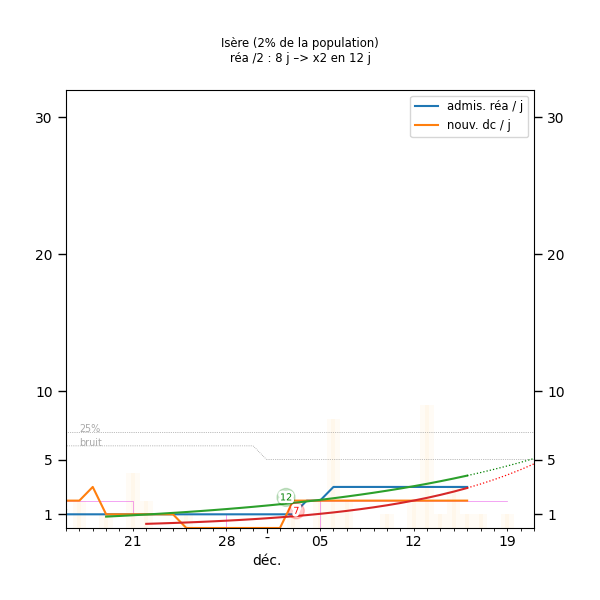 Isère (2% de la population)
réa /2 : 8 j –> x2 en 12 j
admis. réa / j
nouv. dc / j
30 30
20 20
10 10
25%
bruit
5 5
12
7
1 1
21 28 - 05 12 19
déc.